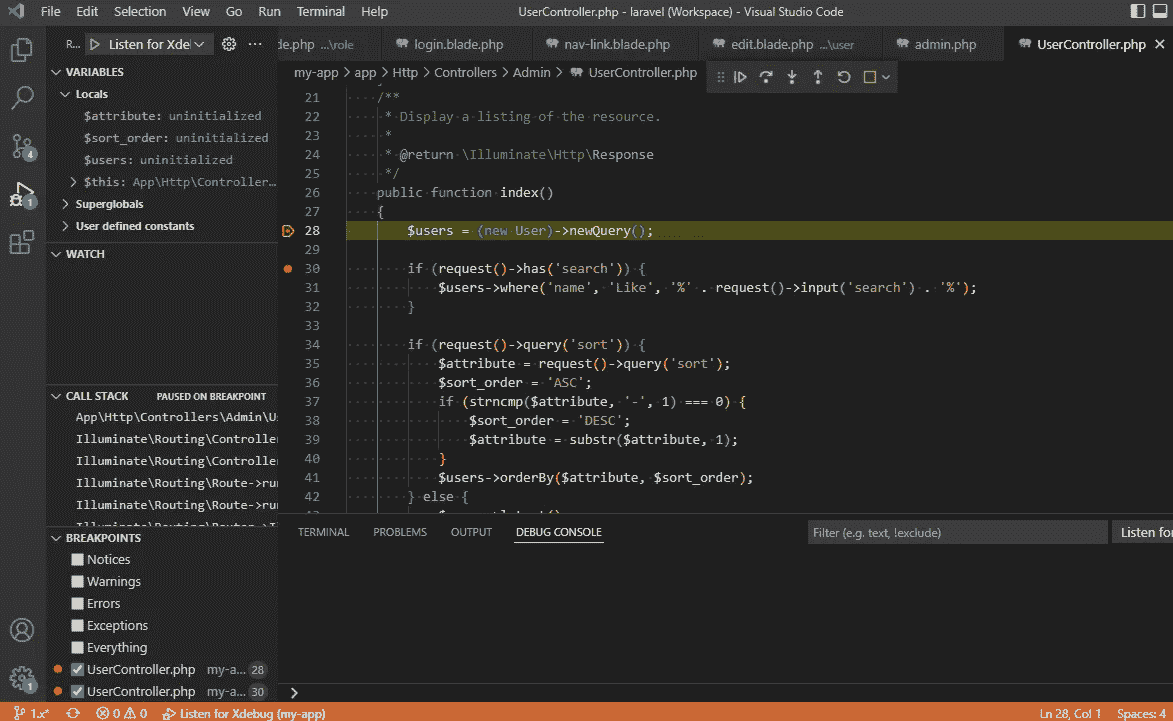 File Edit Selection View Go Run Terminal Help UserController.php - laravel (Workspace) - Visual Studio Code
R... Listen for Xde
de.php ...\role login.blade.php nav-link.blade.php edit.blade.php ...\user admin.php UserController.php
my-app > app > Http > Controllers > Admin > UserController.php
VARIABLES
Locals
$attribute: uninitialized
$sort_order: uninitialized
$users: uninitialized
$this: App\Http\Controller...
Superglobals
User defined constants
WATCH
CALL STACK PAUSED ON BREAKPOINT
App\Http\Controllers\Admin\U
Illuminate\Routing\Controlle
Illuminate\Routing\Controlle
Illuminate\Routing\Route->ru
Illuminate\Routing\Route->ru
BREAKPOINTS
Notices
Warnings
Errors
Exceptions
Everything
UserController.php my-a... 28
UserController.php my-a... 30
4
1
1
21 /**
22 * Display a listing of the resource.
23 *
24 * @return \Illuminate\Http\Response
25 */
26 public function index()
27 {
28 $users = (new User)->newQuery();
29
30 if (request()->has('search')) {
31 $users->where('name', 'Like', '%' . request()->input('search') . '%');
32 }
33
34 if (request()->query('sort')) {
35 $attribute = request()->query('sort');
36 $sort_order = 'ASC';
37 if (strncmp($attribute, '-', 1) === 0) {
38 $sort_order = 'DESC';
39 $attribute = substr($attribute, 1);
40 }
41 $users->orderBy($attribute, $sort_order);
42 } else {
TERMINAL PROBLEMS OUTPUT DEBUG CONSOLE Filter (e.g. text, !exclude) Listen fo
>
1.x* 0 0 Listen for Xdebug (my-app) Ln 28, Col 1 Spaces: 4